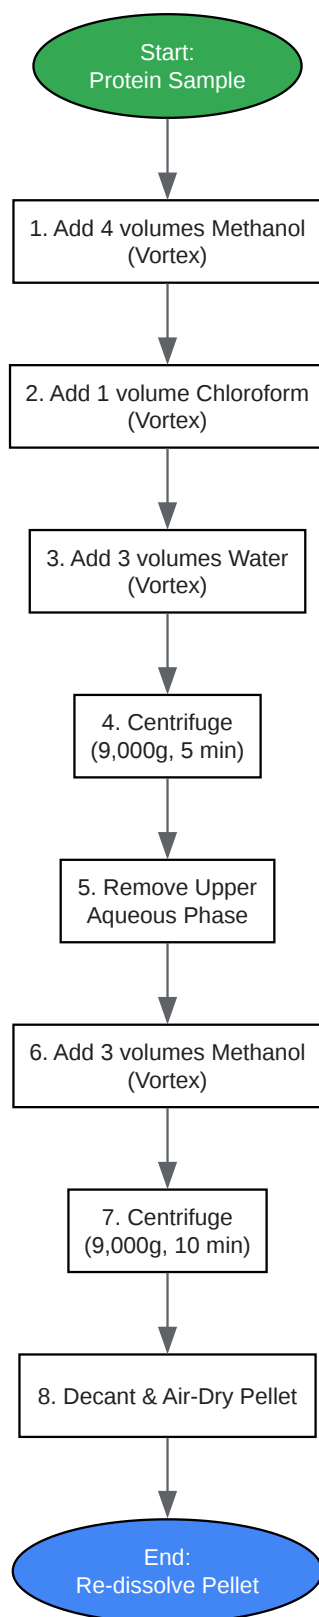 Start:
Protein Sample
1. Add 4 volumes Methanol
(Vortex)
2. Add 1 volume Chloroform
(Vortex)
3. Add 3 volumes Water
(Vortex)
4. Centrifuge
(9,000g, 5 min)
5. Remove Upper
Aqueous Phase
6. Add 3 volumes Methanol
(Vortex)
7. Centrifuge
(9,000g, 10 min)
8. Decant & Air-Dry Pellet
End:
Re-dissolve Pellet